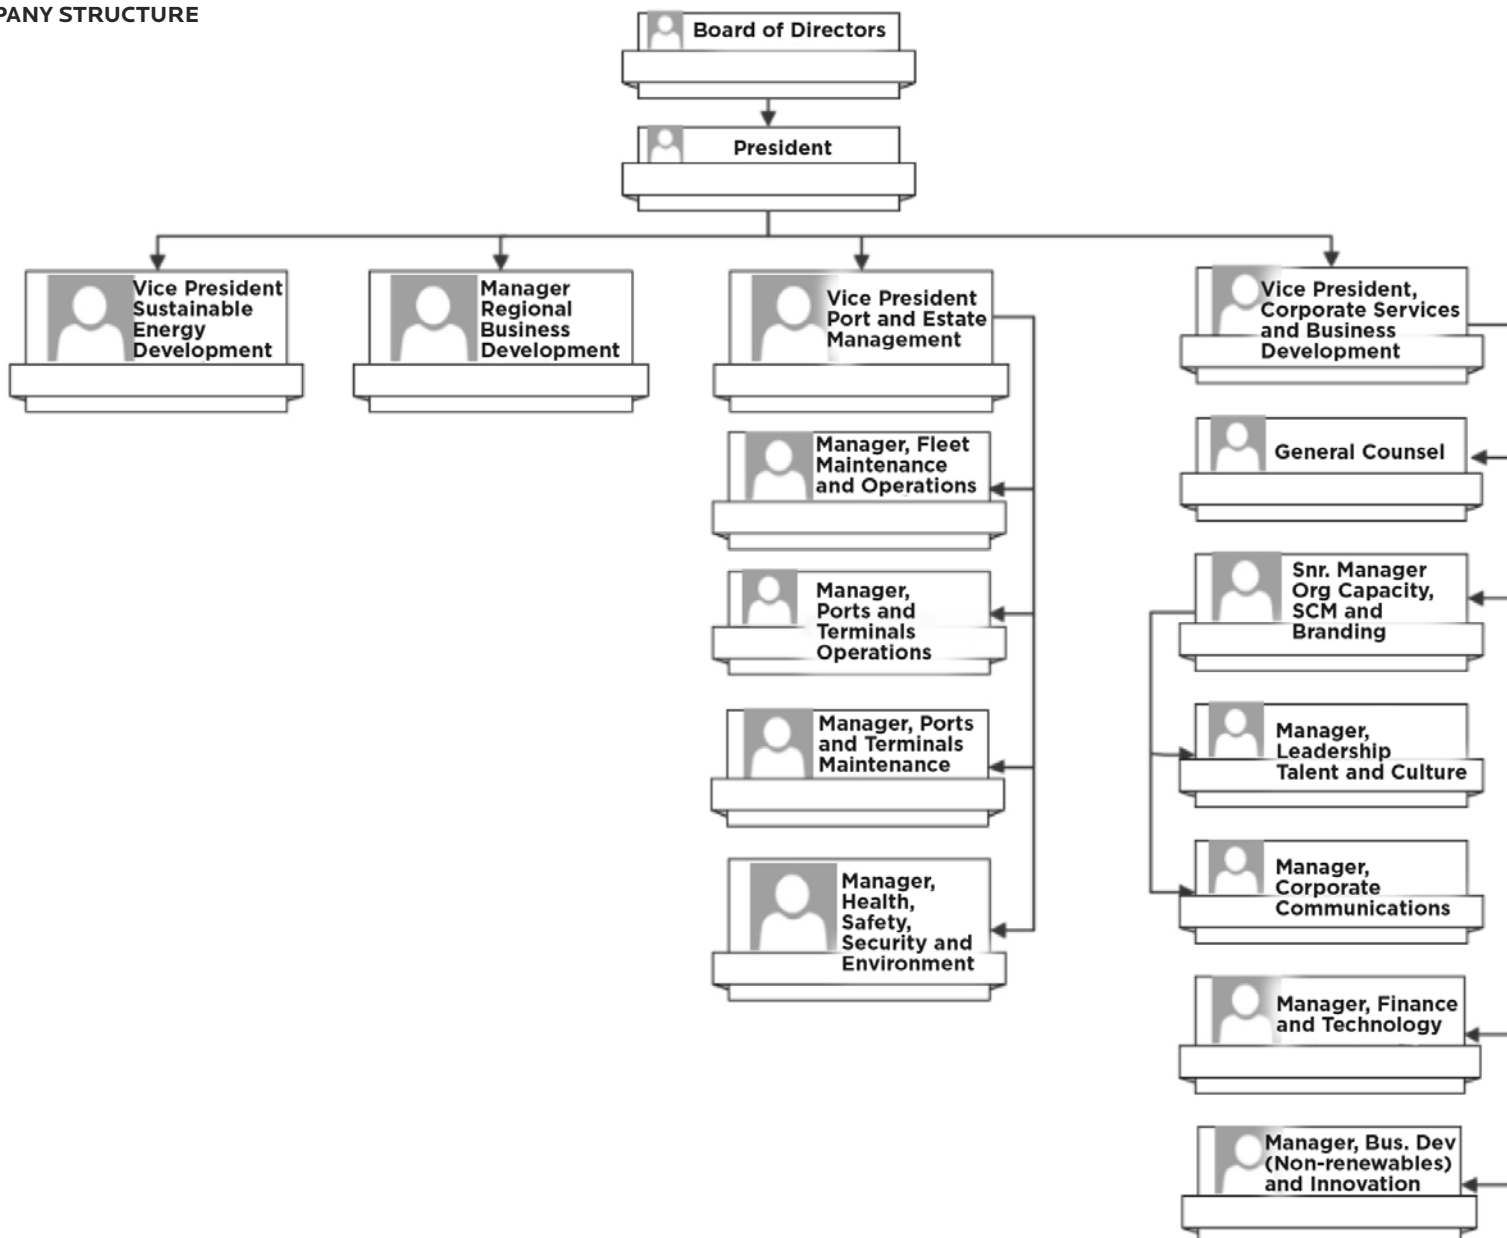 PANY STRUCTURE
Board of Directors
President
Vice President
Sustainable
Energy
Development
Manager
Regional
Business
Development
Vice President
Port and Estate
Management
Vice President,
Corporate Services
and Business
Development
Manager, Fleet
Maintenance
and Operations
General Counsel
Manager,
Ports and
Terminals
Operations
Snr. Manager
Org Capacity,
SCM and
Branding
Manager, Ports
and Terminals
Maintenance
Manager,
Leadership
Talent and Culture
Manager,
Health,
Safety,
Security and
Environment
Manager,
Corporate
Communications
Manager, Finance
and Technology
Manager, Bus. Dev
(Non-renewables)
and Innovation